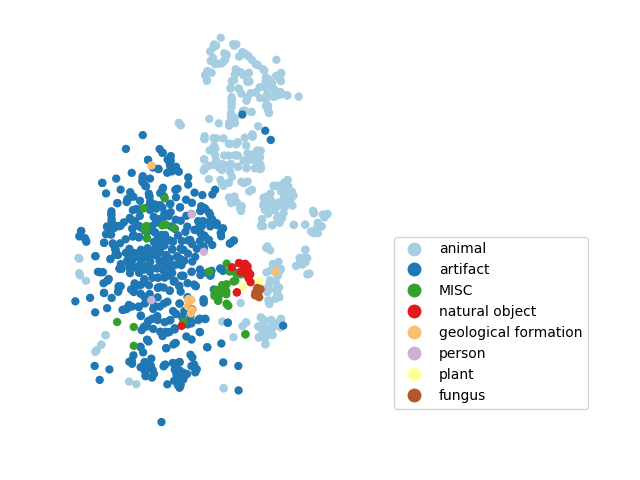 animal
artifact
MISC
natural object
geological formation
person
plant
fungus